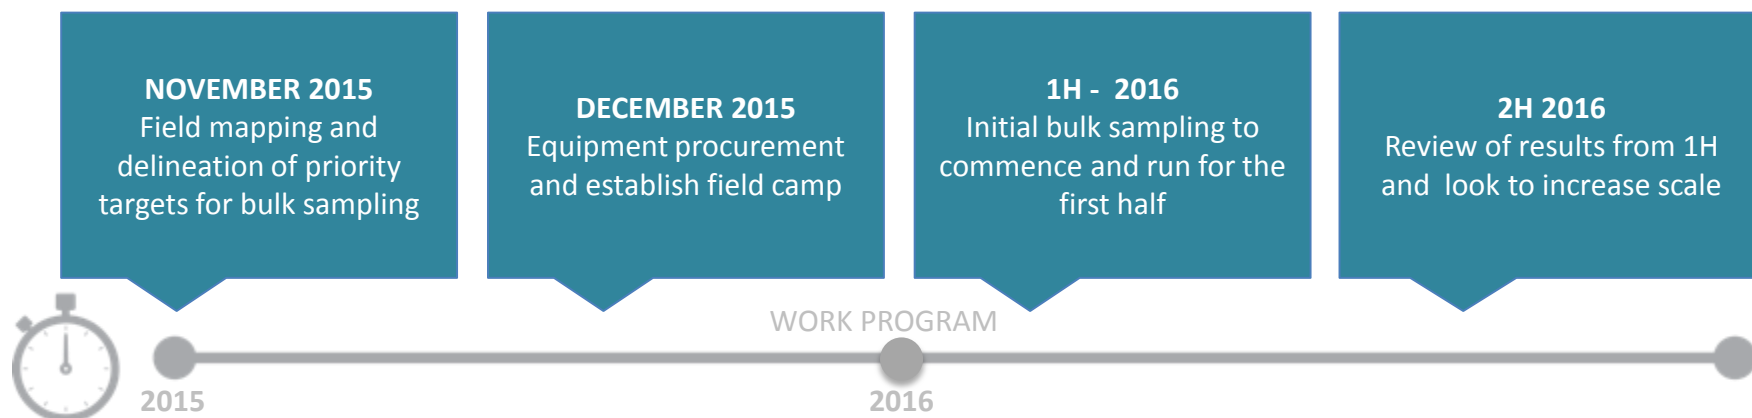 NOVEMBER 2015
Field mapping and
delineation of priority
targets for bulk sampling
DECEMBER 2015
Equipment procurement
and establish field camp
1H - 2016
Initial bulk sampling to
commence and run for the
first half
2H 2016
Review of results from 1H
and look to increase scale
WORK PROGRAM
2015
2016